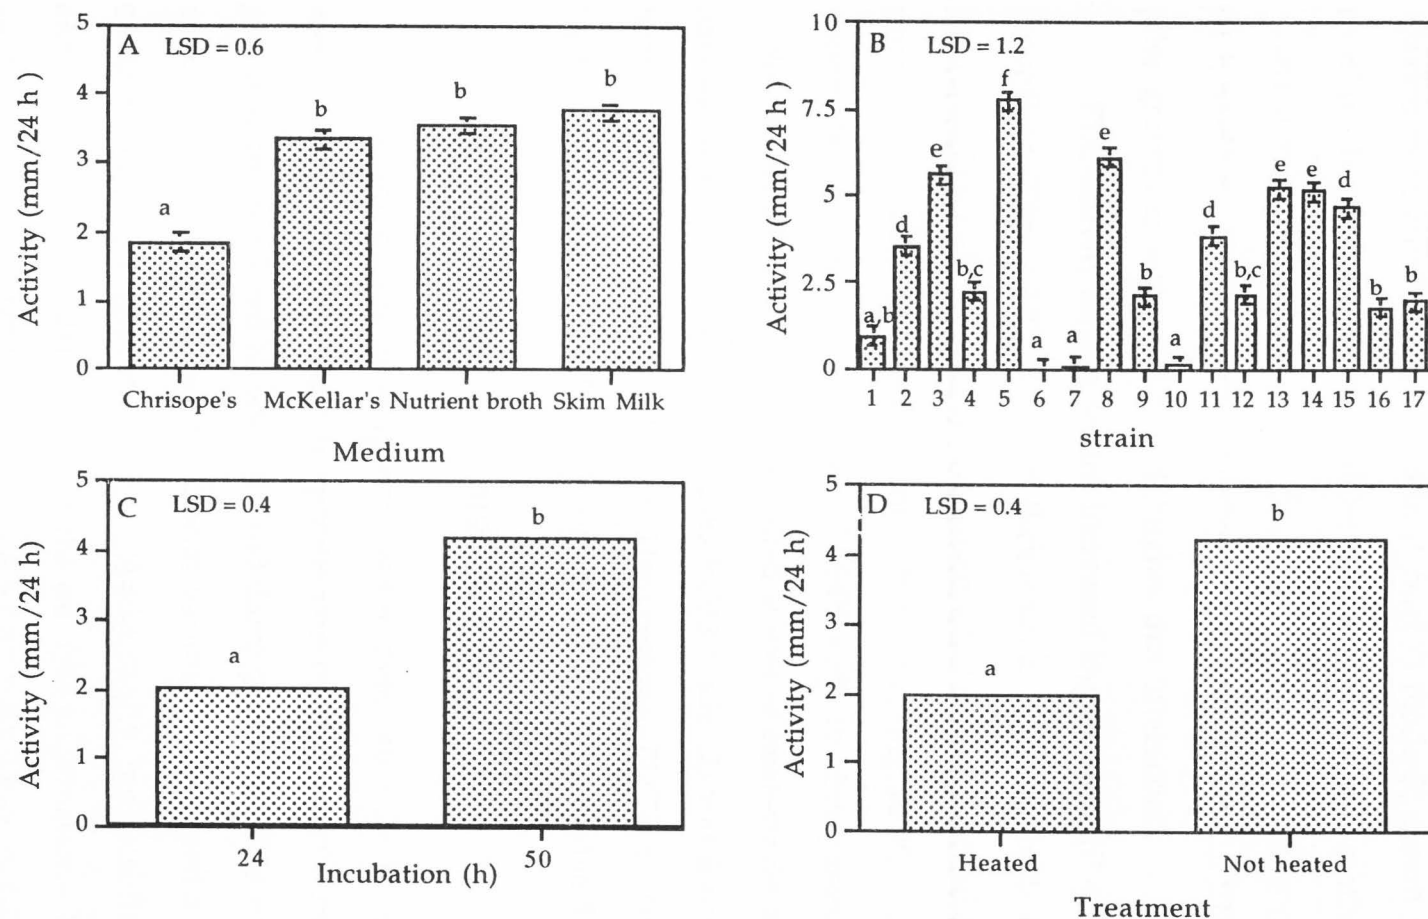 A LSD = 0.6
5
4
3
2
1
0
Activity (mm/24 h )
a
b
b
b
Chrisope's McKellar's Nutrient broth Skim Milk
Medium
B LSD = 1.2
10
7.5
5
2.5
0
Activity (mm/24 h)
a,b
d
e
b,c
f
a
a
e
b
a
d
b,c
e
e
d
b
b
1 2 3 4 5 6 7 8 9 10 11 12 13 14 15 16 17
strain
C LSD = 0.4
5
4
3
2
1
0
Activity (mm/24 h)
a
b
24 50
Incubation (h)
D LSD = 0.4
5
4
3
2
1
0
Activity (mm/24 h)
a
b
Heated Not heated
Treatment